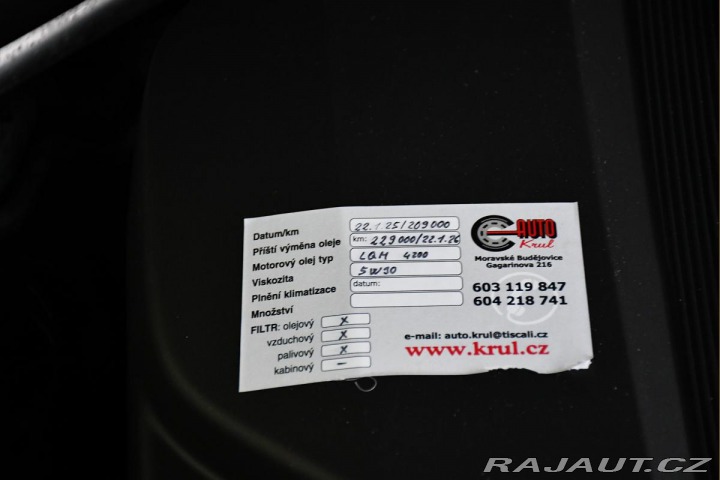 Datum/km 22.1.25/209000
Příští výměna oleje km: 229000/22.1.26
Motorový olej typ LQM 4200
Viskozita 5W30
Plnění klimatizace datum:
Množství
FILTR: olejový x
vzduchový x
palivový x
kabinový -
AUTO
Krul
Moravské Budějovice
Gagarinova 216
603 119 847
604 218 741
e-mail: auto.krul@tiscali.cz
www.krul.cz
RAJAUT.CZ